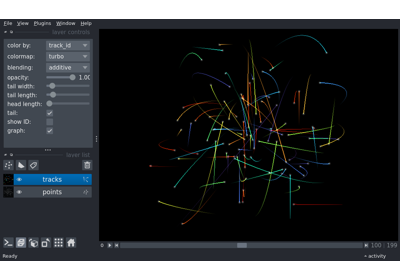 File View Plugins Window Help
layer controls
color by: track_id
colormap: turbo
blending: additive
opacity: 1.00
tail width:
tail length:
head length:
tail:
show ID:
graph:
layer list
tracks
points
0 100 199
Ready activity